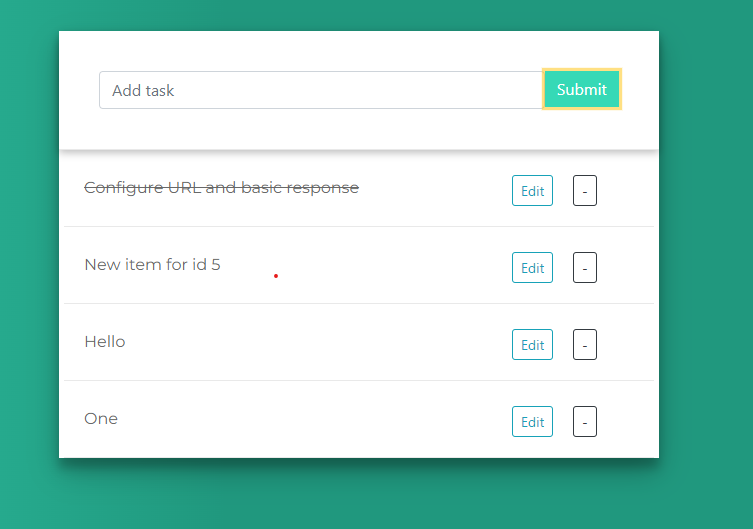 Add task Submit
Configure URL and basic response Edit -
New item for id 5 Edit -
Hello Edit -
One Edit -